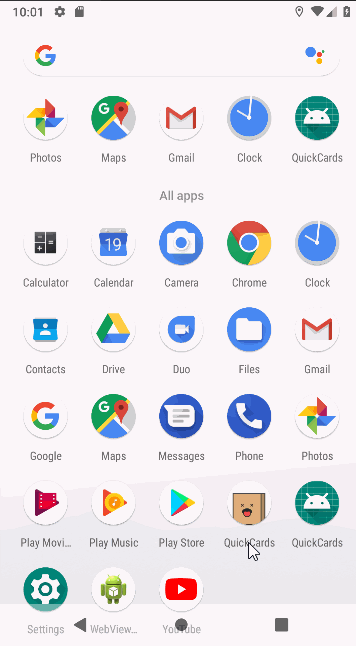 10:01
Photos Maps Gmail Clock QuickCards
All apps
19
Calculator Calendar Camera Chrome Clock
Contacts Drive Duo Files Gmail
Google Maps Messages Phone Photos
Play Movi... Play Music Play Store QuickCards QuickCards
Settings WebView... YouTube